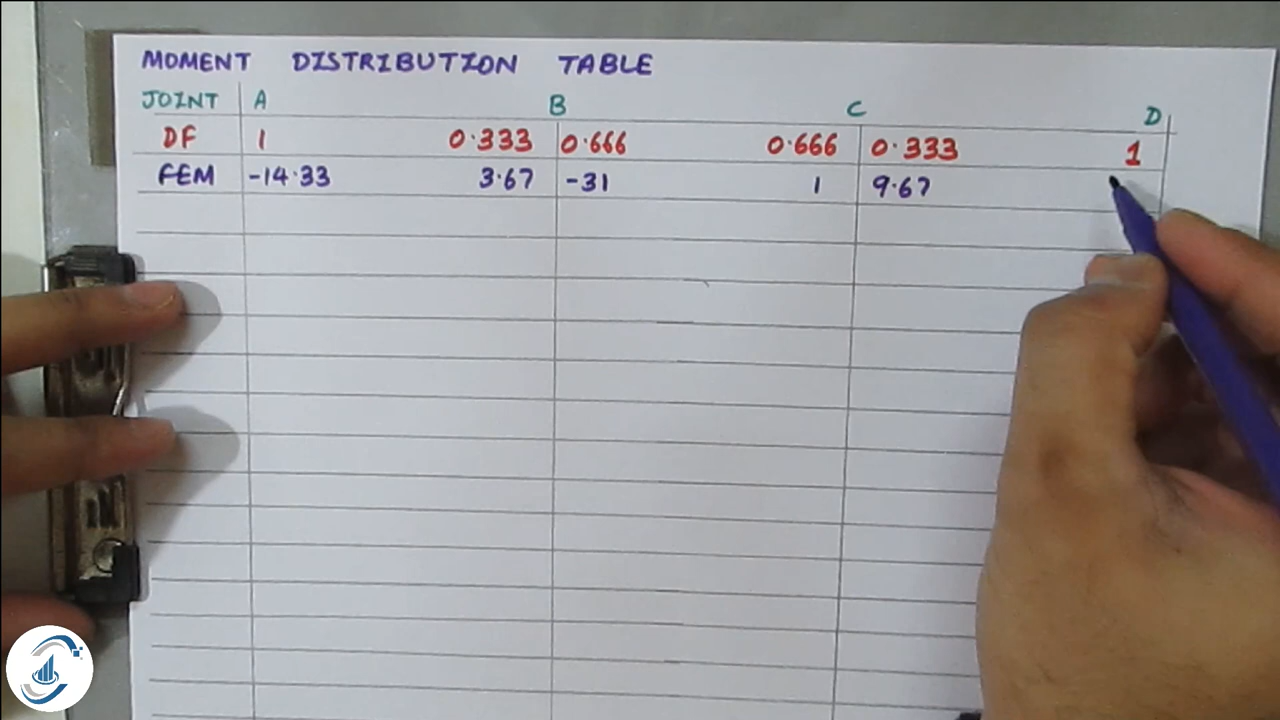 MOMENT DISTRIBUTION TABLE
JOINT A B C D
DF 1 0.333 0.666 0.666 0.333 1
FEM -14.33 3.67 -31 1 9.67